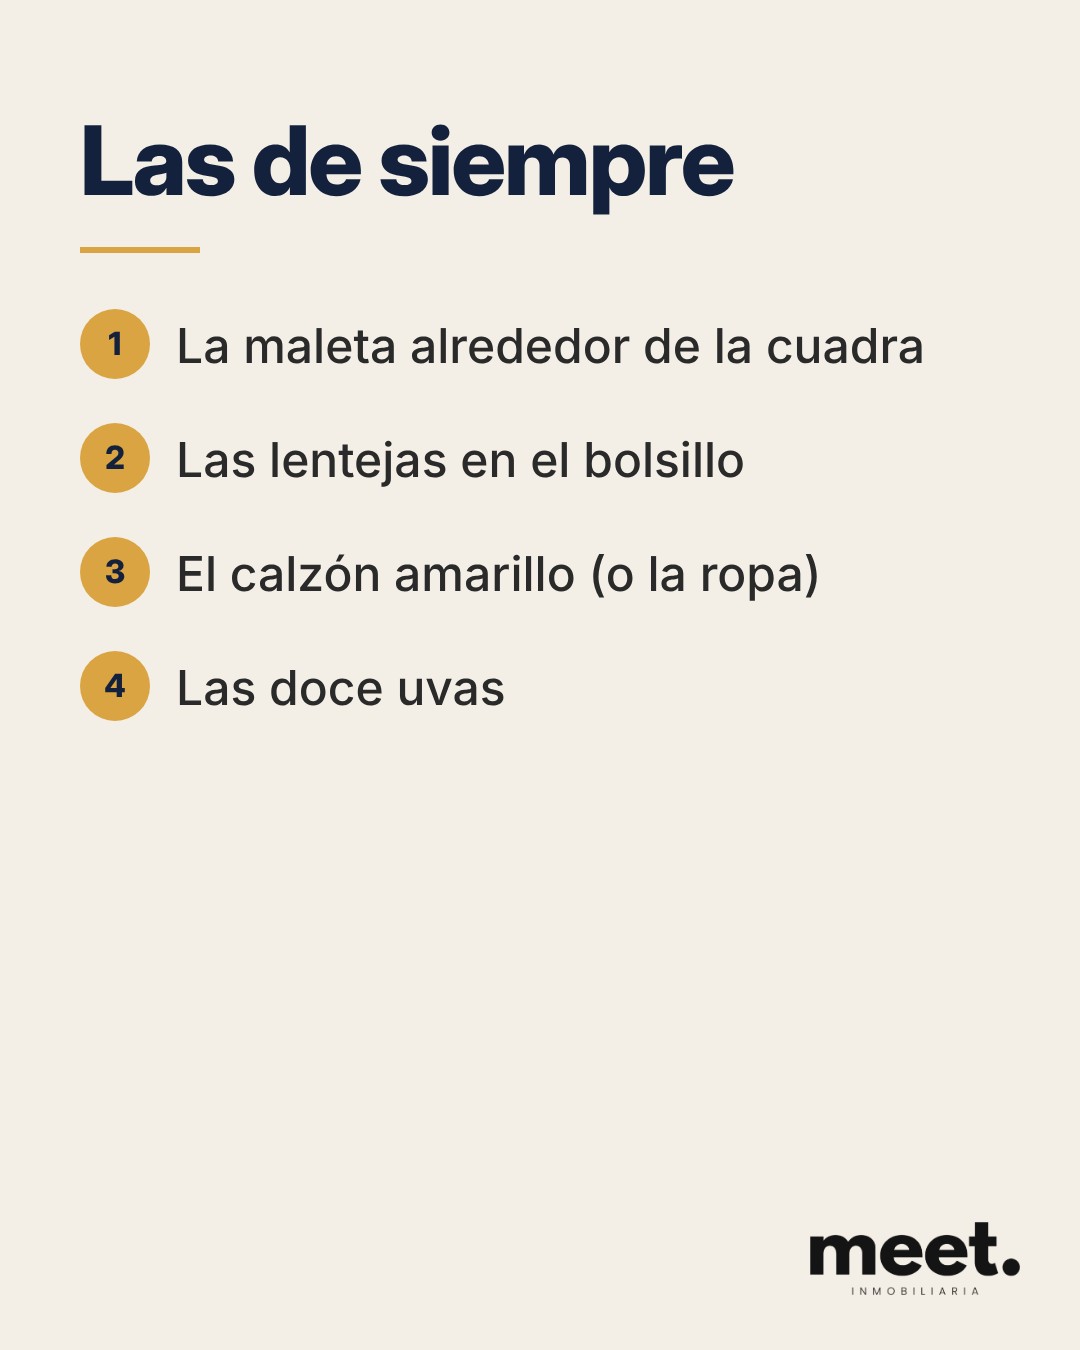 Las de siempre
1 La maleta alrededor de la cuadra
2 Las lentejas en el bolsillo
3 El calzón amarillo (o la ropa)
4 Las doce uvas
meet.
INMOBILIARIA